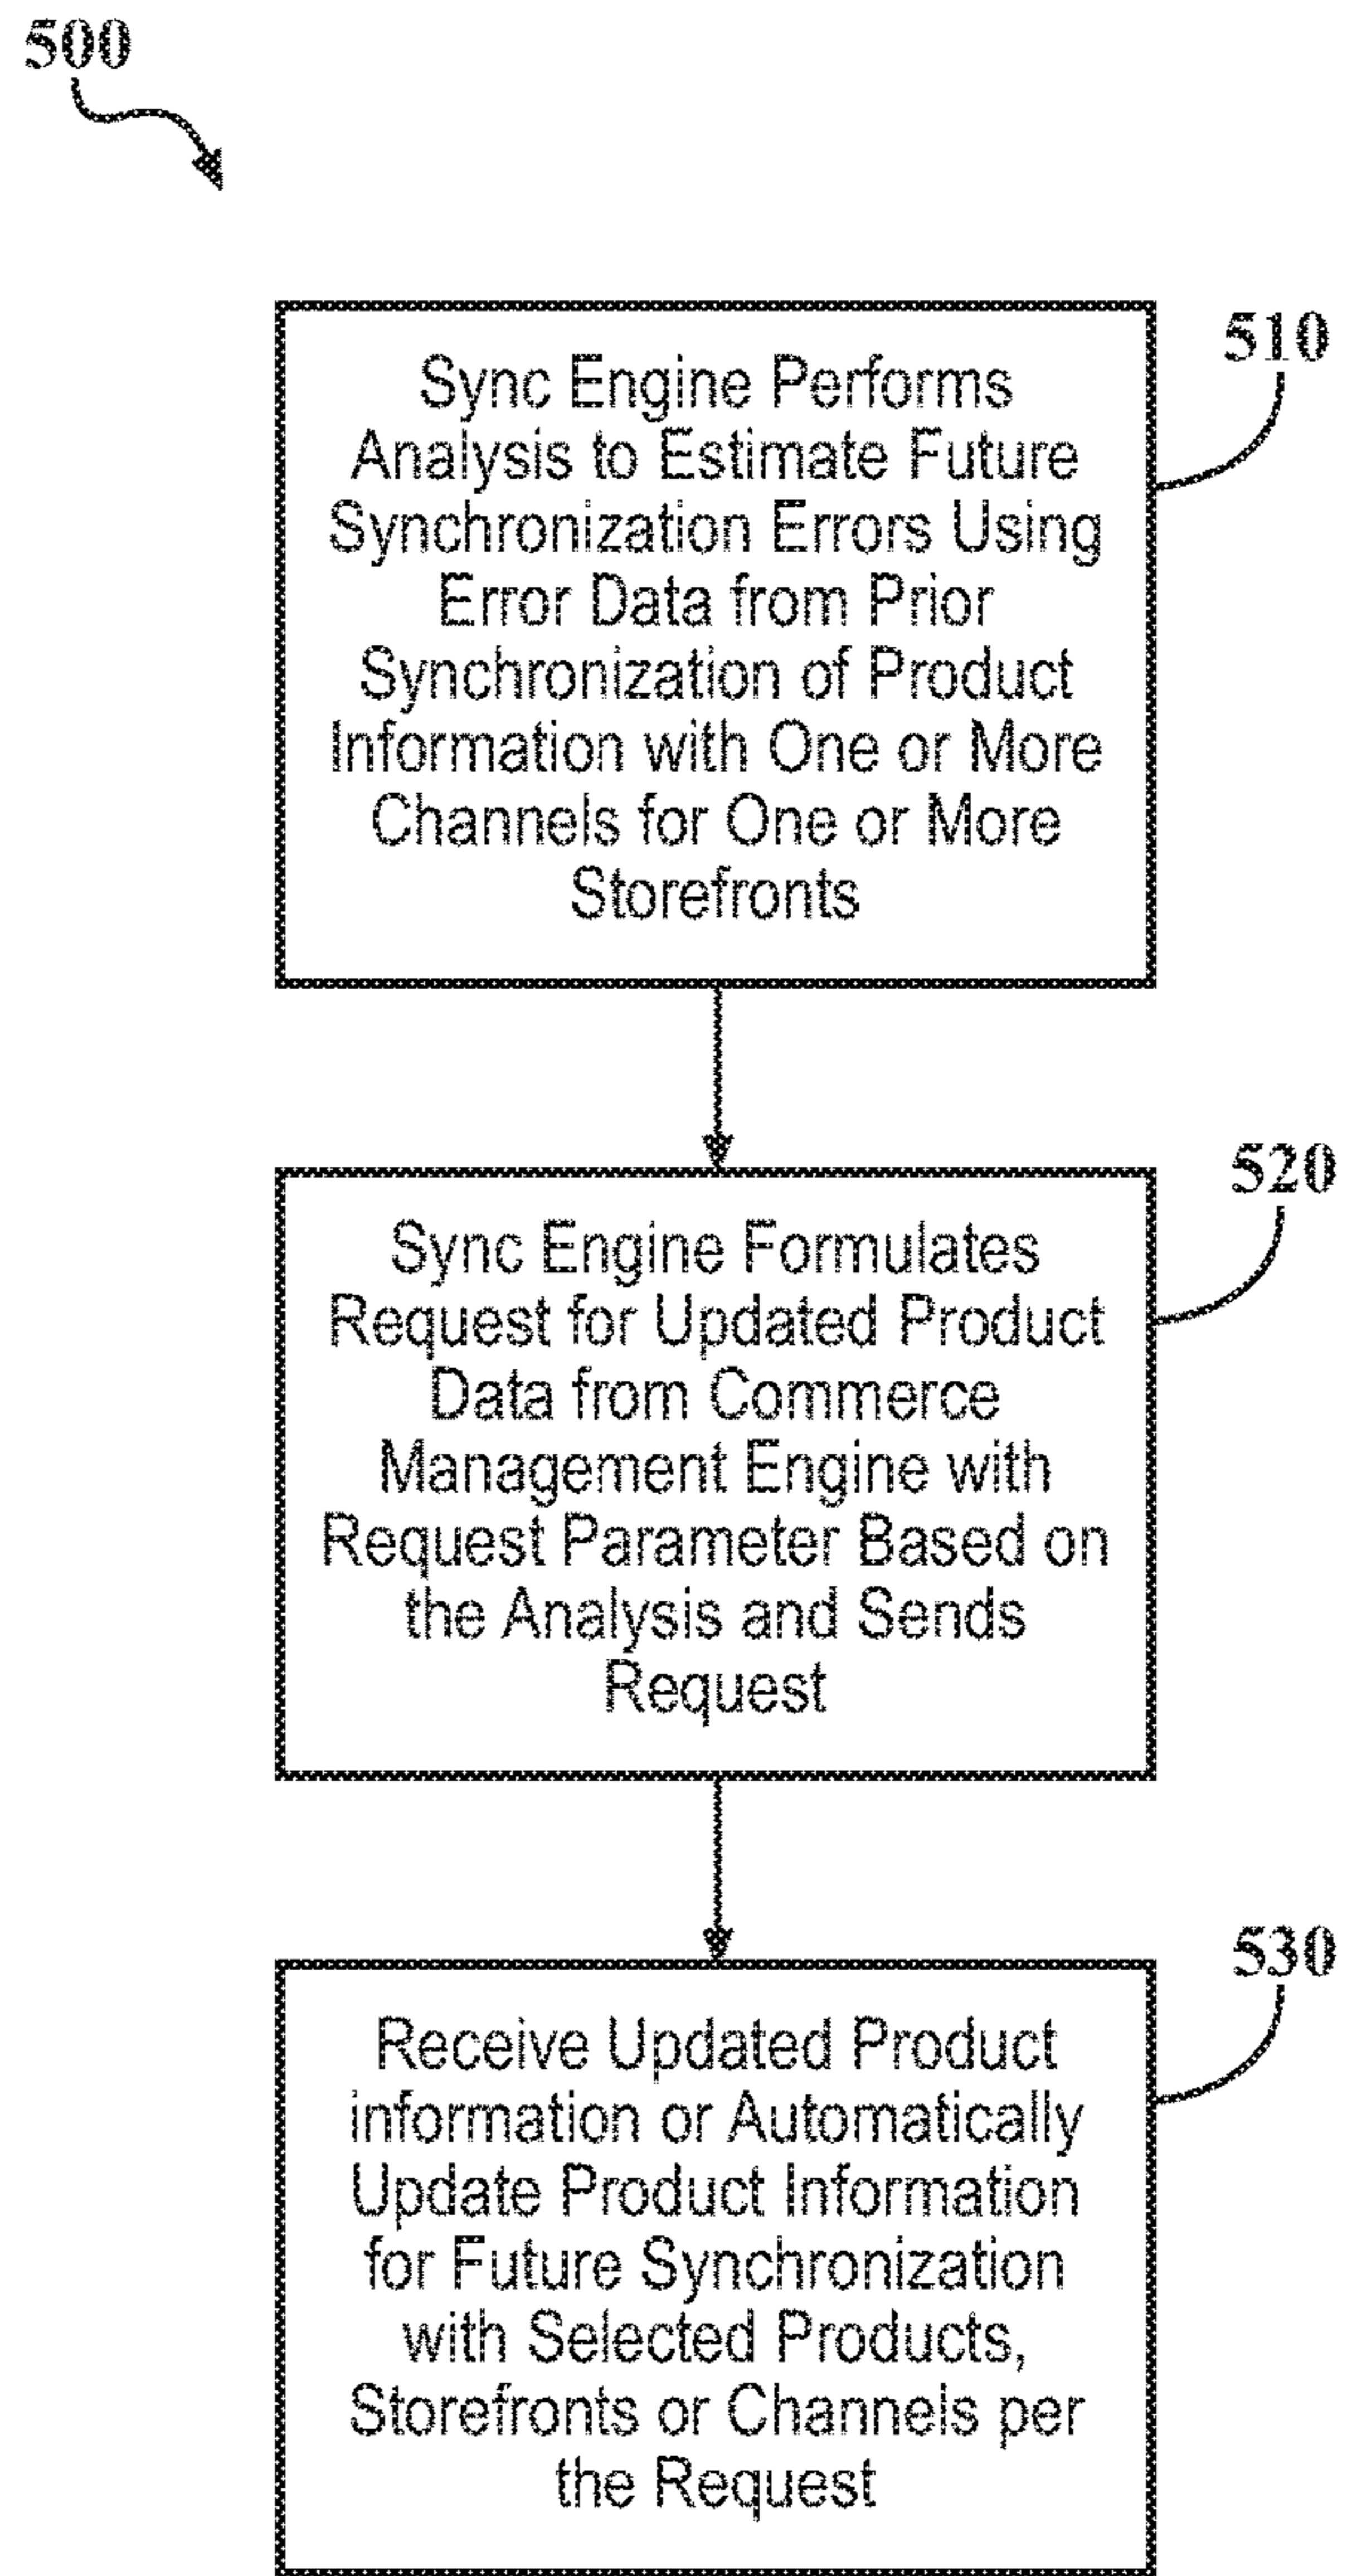 500
510
Sync Engine Performs
Analysis to Estimate Future
Synchronization Errors Using
Error Data from Prior
Synchronization of Product
Information with One or More
Channels for One or More
Storefronts
520
Sync Engine Formulates
Request for Updated Product
Data from Commerce
Management Engine with
Request Parameter Based on
the Analysis and Sends
Request
530
Receive Updated Product
information or Automatically
Update Product Information
for Future Synchronization
with Selected Products,
Storefronts or Channels per
the Request